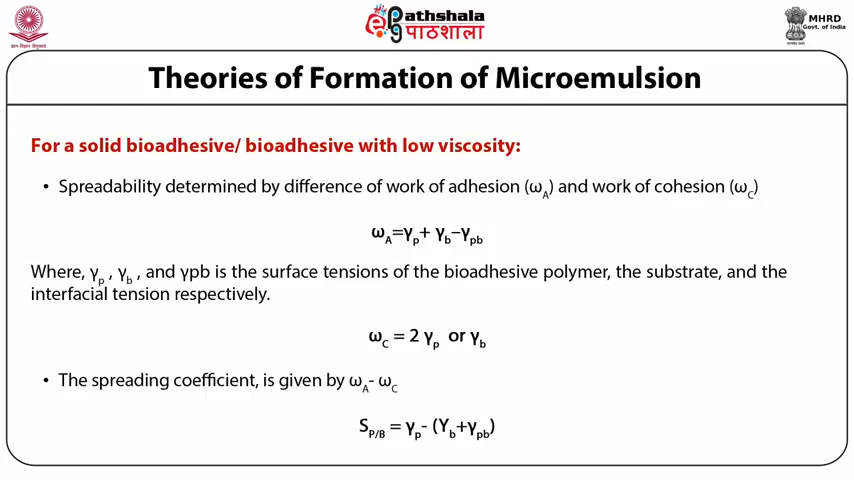 ePathshala
पाठशाला
MHRD
Govt. of India
Theories of Formation of Microemulsion
For a solid bioadhesive/ bioadhesive with low viscosity:
• Spreadability determined by difference of work of adhesion (ωA) and work of cohesion (ωC)
ωA=γp+ γb−γpb
Where, γp , γb , and γpb is the surface tensions of the bioadhesive polymer, the substrate, and the
interfacial tension respectively.
ωC = 2 γp or γb
• The spreading coefficient, is given by ωA- ωC
SP/B = γp- (Υb+γpb)